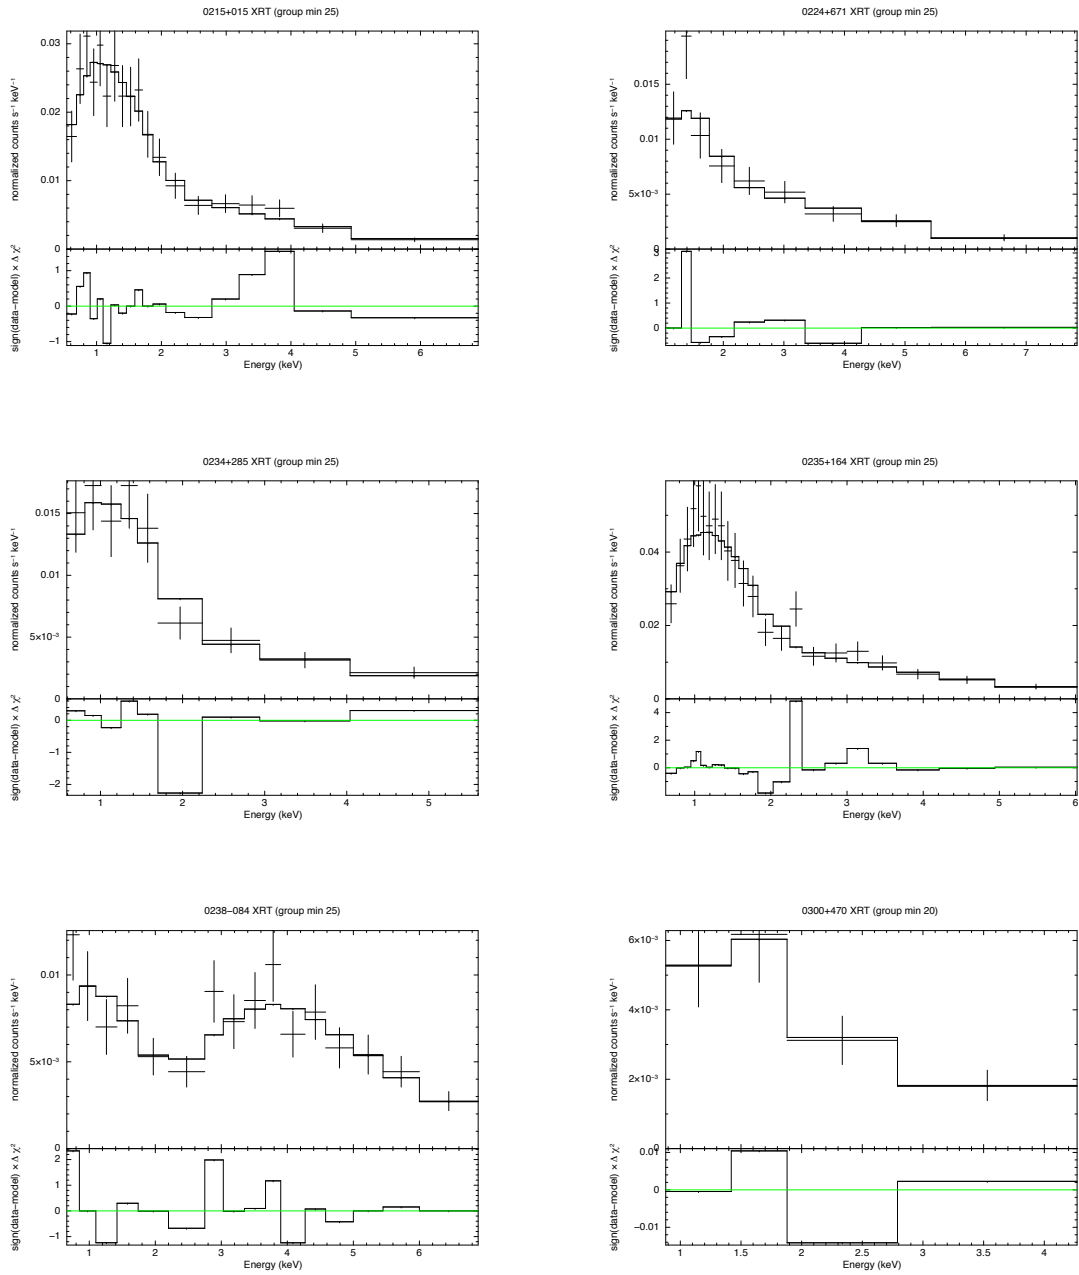 0215+015 XRT (group min 25)
normalized counts s⁻¹ keV⁻¹
0.03
0.02
0.01
0
sign(data−model) × Δ χ²
1
0
−1
1 2 3 4 5 6
Energy (keV)
0224+671 XRT (group min 25)
normalized counts s⁻¹ keV⁻¹
0.015
0.01
5×10⁻³
0
sign(data−model) × Δ χ²
3
2
1
0
2 3 4 5 6 7
Energy (keV)
0234+285 XRT (group min 25)
normalized counts s⁻¹ keV⁻¹
0.015
0.01
5×10⁻³
0
sign(data−model) × Δ χ²
0
−1
−2
1 2 3 4 5
Energy (keV)
0235+164 XRT (group min 25)
normalized counts s⁻¹ keV⁻¹
0.04
0.02
0
sign(data−model) × Δ χ²
4
2
0
1 2 3 4 5 6
Energy (keV)
0238−084 XRT (group min 25)
normalized counts s⁻¹ keV⁻¹
0.01
5×10⁻³
0
sign(data−model) × Δ χ²
2
1
0
−1
1 2 3 4 5 6
Energy (keV)
0300+470 XRT (group min 20)
normalized counts s⁻¹ keV⁻¹
6×10⁻³
4×10⁻³
2×10⁻³
0
sign(data−model) × Δ χ²
0.01
0
−0.01
1 1.5 2 2.5 3 3.5 4
Energy (keV)